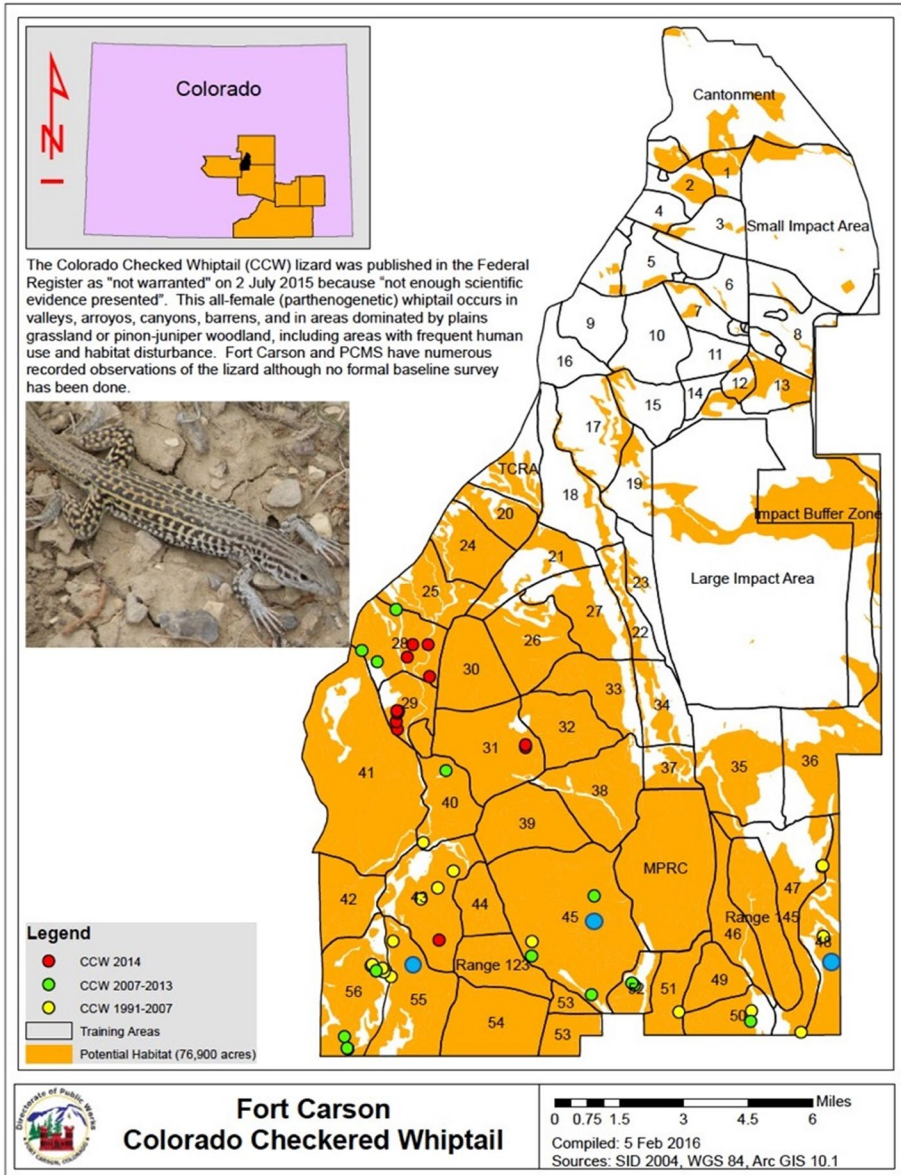 N
Colorado
The Colorado Checked Whiptail (CCW) lizard was published in the Federal
Register as "not warranted" on 2 July 2015 because "not enough scientific
evidence presented". This all-female (parthenogenetic) whiptail occurs in
valleys, arroyos, canyons, barrens, and in areas dominated by plains
grassland or pinon-juniper woodland, including areas with frequent human
use and habitat disturbance. Fort Carson and PCMS have numerous
recorded observations of the lizard although no formal baseline survey
has been done.
Cantonment
1
2
Small Impact Area
4
3
5
6
7
8
9
10
11
16
12
13
14
15
17
TCRA
19
18
20
Impact Buffer Zone
24
21
23
Large Impact Area
25
27
22
26
28
30
33
29
34
32
31
37
35
36
41
40
38
39
MPRC
42
43
44
45
47
Range 145
46
48
Range 123
56
55
52
51
49
53
50
54
53
Legend
CCW 2014
CCW 2007-2013
CCW 1991-2007
Training Areas
Potential Habitat (76,900 acres)
Directorate of Public Works
FORT CARSON, COLORADO
Fort Carson
Colorado Checkered Whiptail
Miles
0 0.75 1.5 3 4.5 6
Compiled: 5 Feb 2016
Sources: SID 2004, WGS 84, Arc GIS 10.1